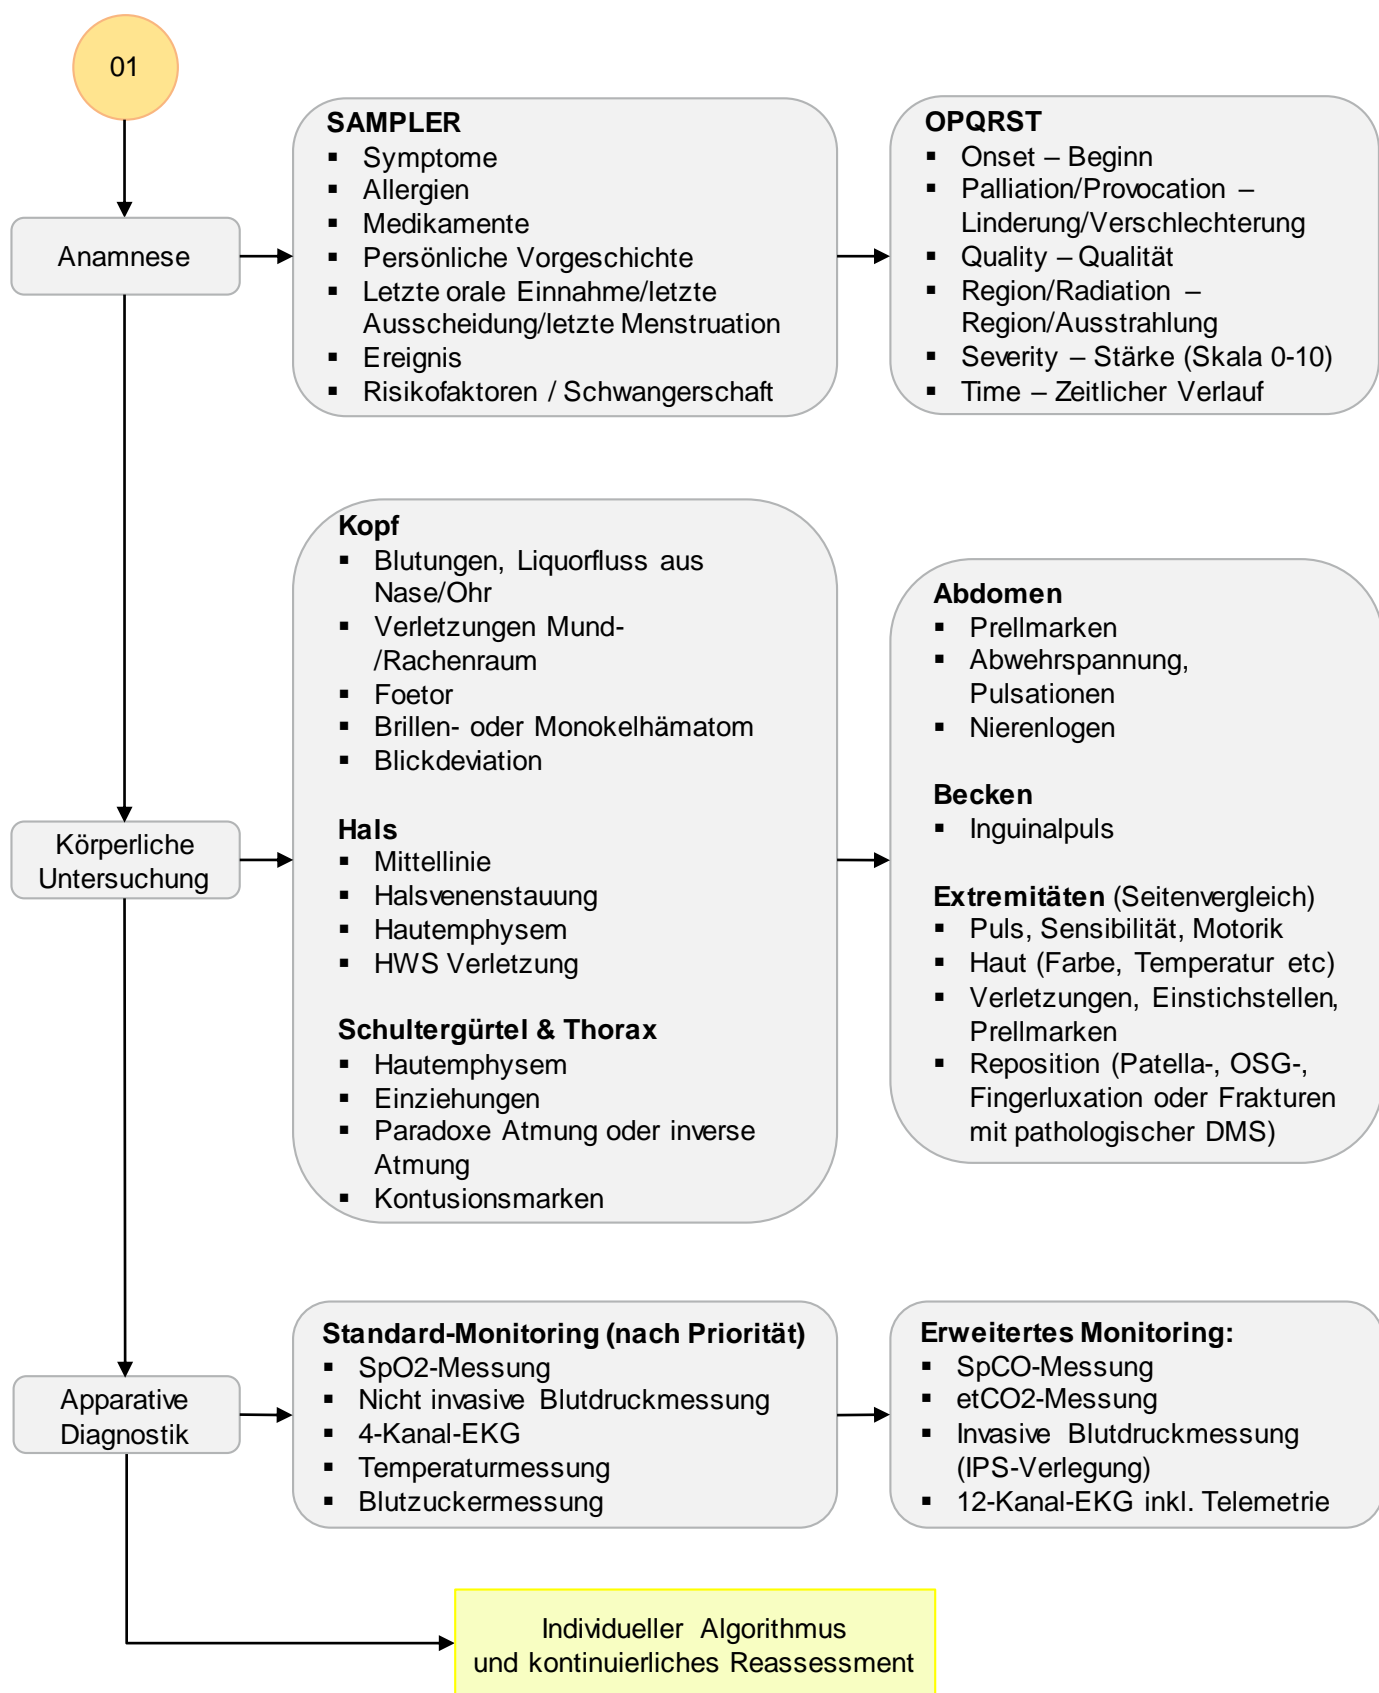 01
Anamnese
SAMPLER
▪ Symptome
▪ Allergien
▪ Medikamente
▪ Persönliche Vorgeschichte
▪ Letzte orale Einnahme/letzte
Ausscheidung/letzte Menstruation
▪ Ereignis
▪ Risikofaktoren / Schwangerschaft
OPQRST
▪ Onset – Beginn
▪ Palliation/Provocation –
Linderung/Verschlechterung
▪ Quality – Qualität
▪ Region/Radiation –
Region/Ausstrahlung
▪ Severity – Stärke (Skala 0-10)
▪ Time – Zeitlicher Verlauf
Körperliche
Untersuchung
Kopf
▪ Blutungen, Liquorfluss aus
Nase/Ohr
▪ Verletzungen Mund-
/Rachenraum
▪ Foetor
▪ Brillen- oder Monokelhämatom
▪ Blickdeviation
Hals
▪ Mittellinie
▪ Halsvenenstauung
▪ Hautemphysem
▪ HWS Verletzung
Schultergürtel & Thorax
▪ Hautemphysem
▪ Einziehungen
▪ Paradoxe Atmung oder inverse
Atmung
▪ Kontusionsmarken
Abdomen
▪ Prellmarken
▪ Abwehrspannung,
Pulsationen
▪ Nierenlogen
Becken
▪ Inguinalpuls
Extremitäten (Seitenvergleich)
▪ Puls, Sensibilität, Motorik
▪ Haut (Farbe, Temperatur etc)
▪ Verletzungen, Einstichstellen,
Prellmarken
▪ Reposition (Patella-, OSG-,
Fingerluxation oder Frakturen
mit pathologischer DMS)
Apparative
Diagnostik
Standard-Monitoring (nach Priorität)
▪ SpO2-Messung
▪ Nicht invasive Blutdruckmessung
▪ 4-Kanal-EKG
▪ Temperaturmessung
▪ Blutzuckermessung
Erweitertes Monitoring:
▪ SpCO-Messung
▪ etCO2-Messung
▪ Invasive Blutdruckmessung
(IPS-Verlegung)
▪ 12-Kanal-EKG inkl. Telemetrie
Individueller Algorithmus
und kontinuierliches Reassessment